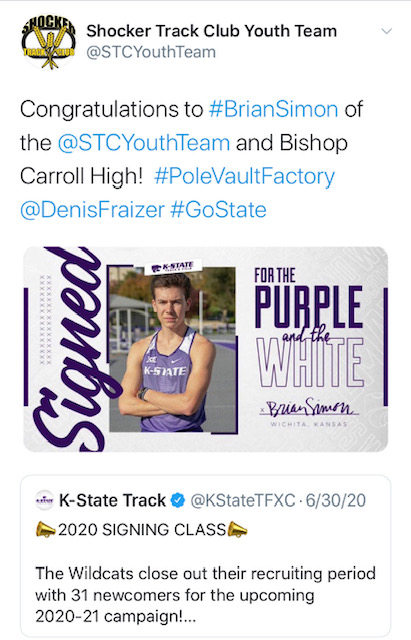 SHOCKER
TRACK CLUB
Shocker Track Club Youth Team
@STCYouthTeam
Congratulations to #BrianSimon of
the @STCYouthTeam and Bishop
Carroll High! #PoleVaultFactory
@DenisFraizer #GoState
Signed
K-STATE
K-STATE
FOR THE
PURPLE
and the
WHITE
x Brian Simon
WICHITA, KANSAS
K-State Track @KStateTFXC · 6/30/20
📣2020 SIGNING CLASS📣
The Wildcats close out their recruiting period
with 31 newcomers for the upcoming
2020-21 campaign!...